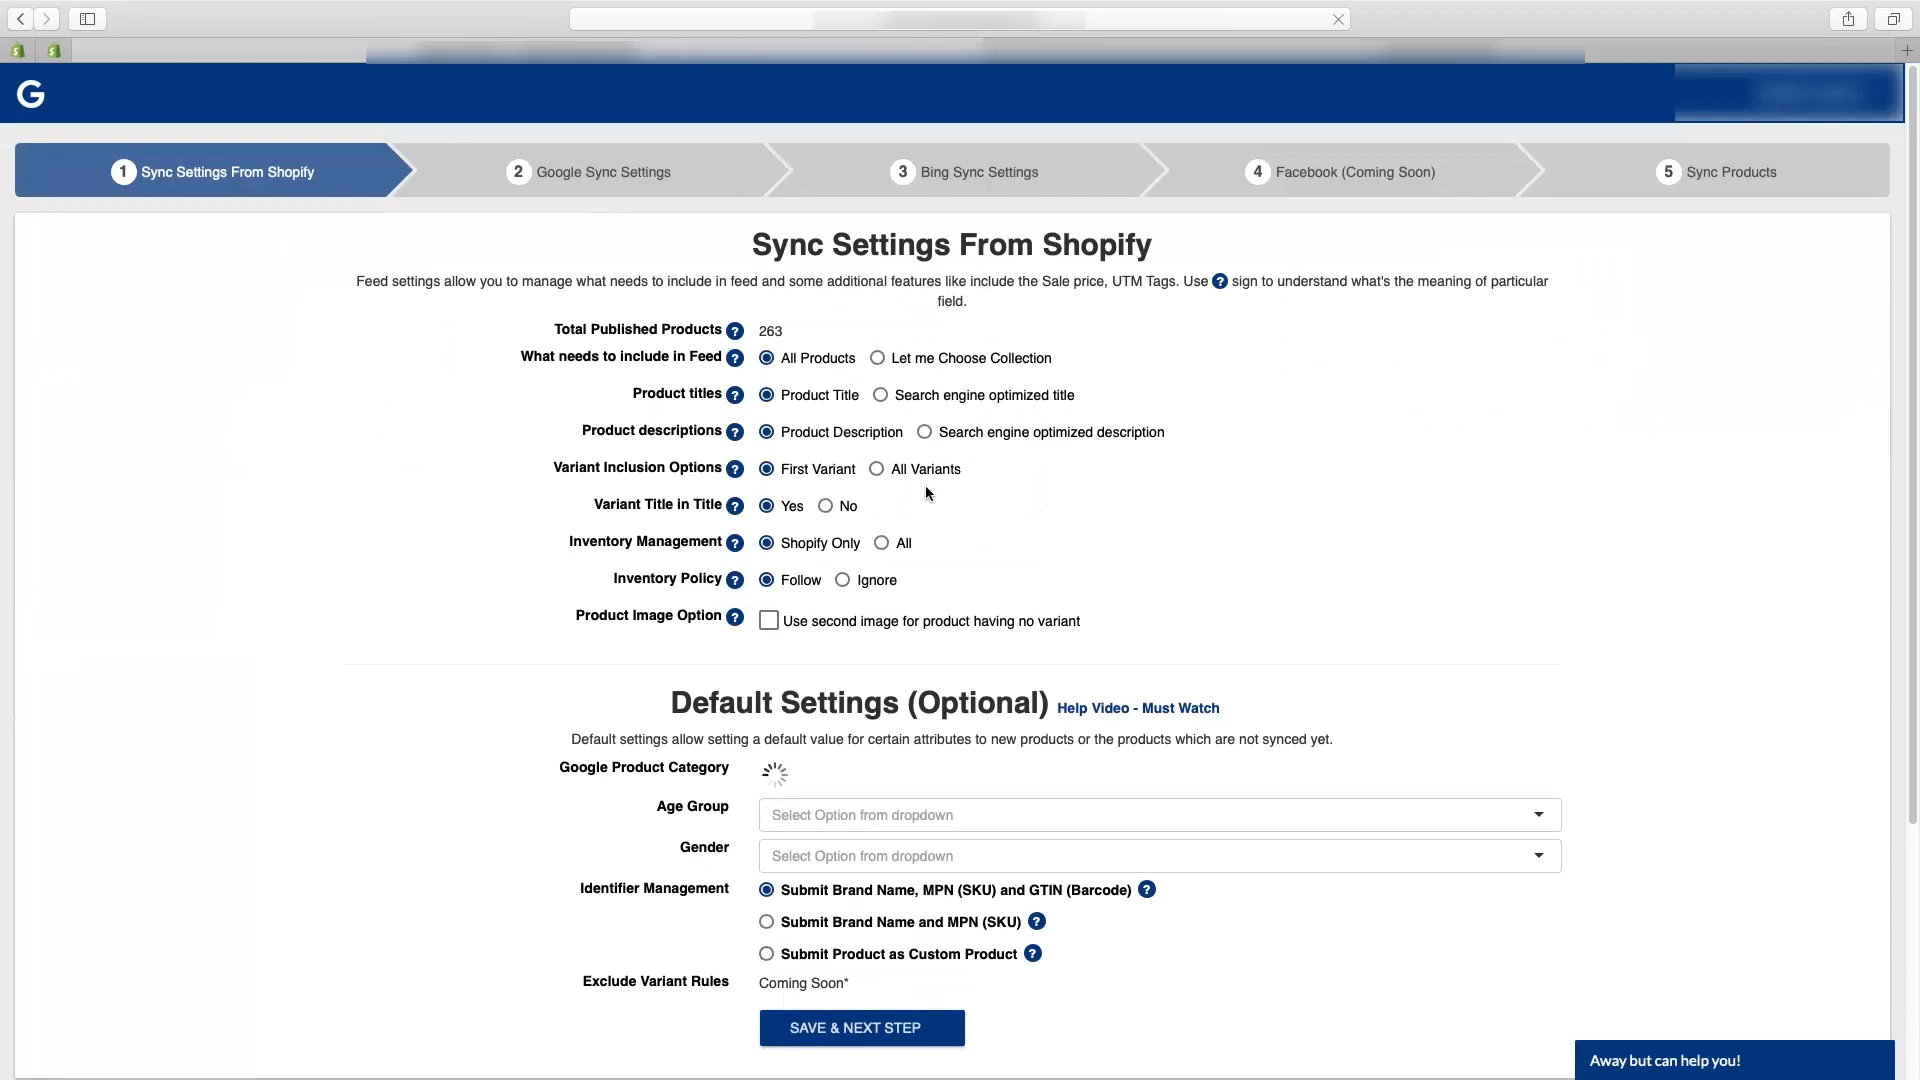 G
1 Sync Settings From Shopify
2 Google Sync Settings
3 Bing Sync Settings
4 Facebook (Coming Soon)
5 Sync Products
Sync Settings From Shopify
Feed settings allow you to manage what needs to include in feed and some additional features like include the Sale price, UTM Tags. Use ? sign to understand what's the meaning of particular
field.
Total Published Products ? 263
What needs to include in Feed ? All Products Let me Choose Collection
Product titles ? Product Title Search engine optimized title
Product descriptions ? Product Description Search engine optimized description
Variant Inclusion Options ? First Variant All Variants
Variant Title in Title ? Yes No
Inventory Management ? Shopify Only All
Inventory Policy ? Follow Ignore
Product Image Option ? Use second image for product having no variant
Default Settings (Optional) Help Video - Must Watch
Default settings allow setting a default value for certain attributes to new products or the products which are not synced yet.
Google Product Category
Age Group Select Option from dropdown
Gender Select Option from dropdown
Identifier Management Submit Brand Name, MPN (SKU) and GTIN (Barcode) ?
Submit Brand Name and MPN (SKU) ?
Submit Product as Custom Product ?
Exclude Variant Rules Coming Soon*
SAVE & NEXT STEP
Away but can help you!